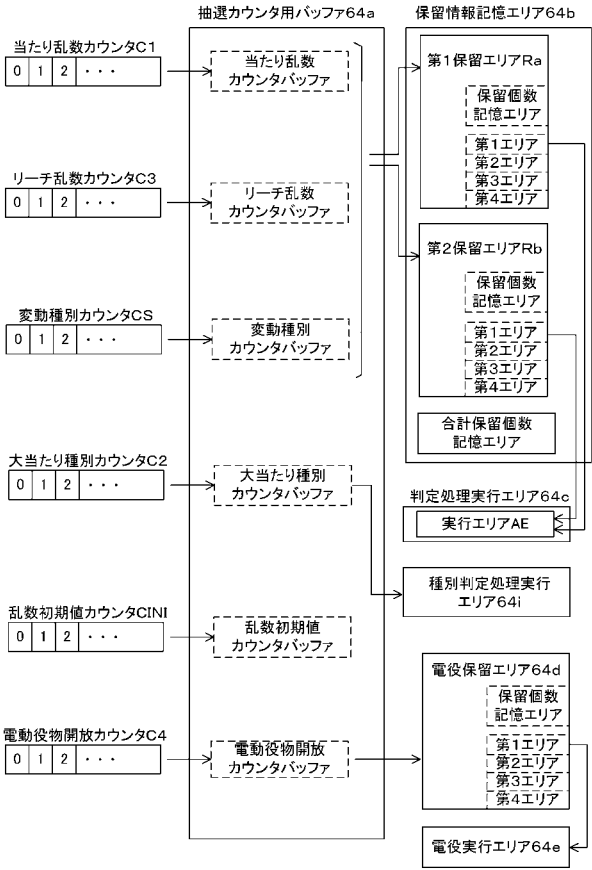 抽選カウンタ用バッファ64a
保留情報記憶エリア64b
当たり乱数カウンタC1
0 1 2 ・・・
当たり乱数
カウンタバッファ
リーチ乱数カウンタC3
0 1 2 ・・・
リーチ乱数
カウンタバッファ
変動種別カウンタCS
0 1 2 ・・・
変動種別
カウンタバッファ
大当たり種別カウンタC2
0 1 2 ・・・
大当たり種別
カウンタバッファ
乱数初期値カウンタCINI
0 1 2 ・・・
乱数初期値
カウンタバッファ
電動役物開放カウンタC4
0 1 2 ・・・
電動役物開放
カウンタバッファ
第1保留エリアRa
保留個数
記憶エリア
第1エリア
第2エリア
第3エリア
第4エリア
第2保留エリアRb
保留個数
記憶エリア
第1エリア
第2エリア
第3エリア
第4エリア
合計保留個数
記憶エリア
判定処理実行エリア64c
実行エリアAE
種別判定処理実行
エリア64i
電役保留エリア64d
保留個数
記憶エリア
第1エリア
第2エリア
第3エリア
第4エリア
電役実行エリア64e